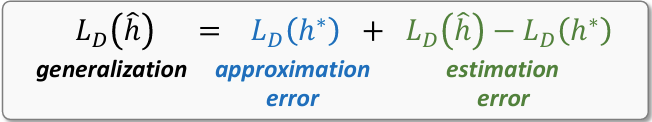 L_D(ĥ) = L_D(h*) + L_D(ĥ) − L_D(h*)
generalization approximation estimation
error error